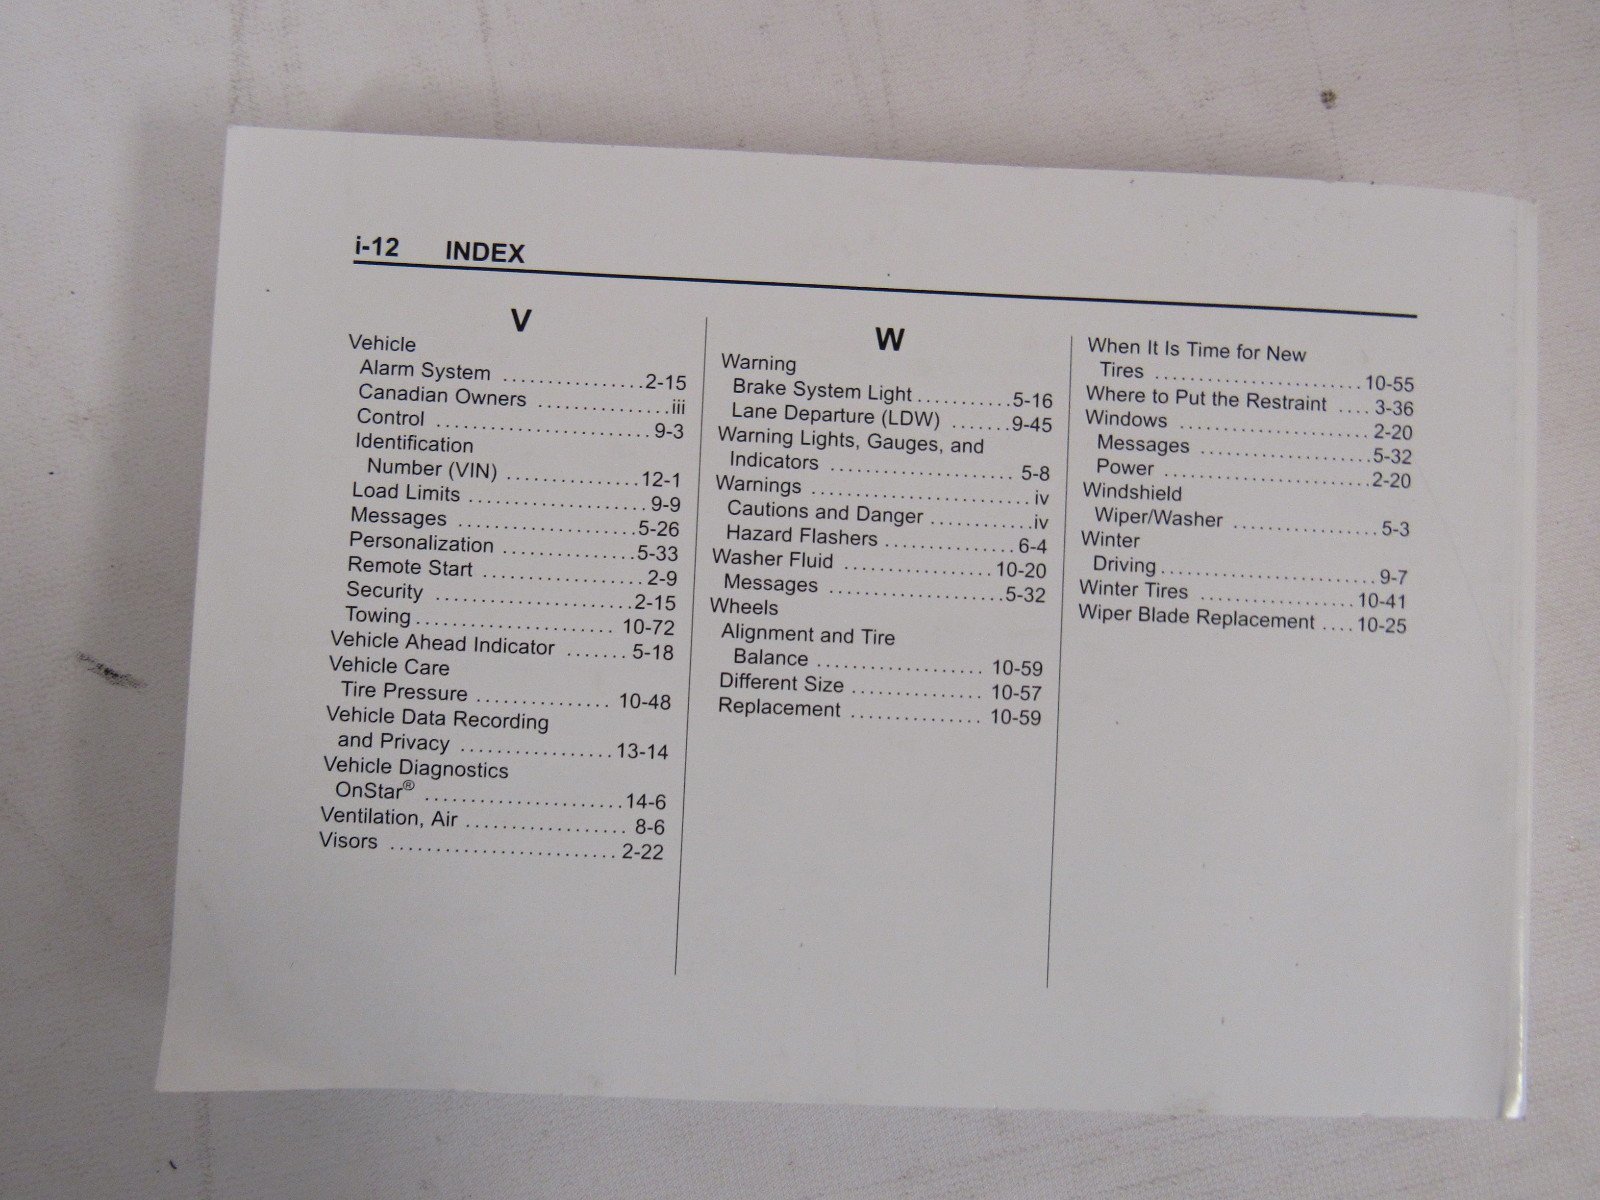 i-12 INDEX
V
Vehicle
Alarm System ................2-15
Canadian Owners ...............iii
Control ........................9-3
Identification
Number (VIN) ...............12-1
Load Limits ....................9-9
Messages ....................5-26
Personalization ...............5-33
Remote Start ..................2-9
Security ......................2-15
Towing ...................... 10-72
Vehicle Ahead Indicator .......5-18
Vehicle Care
Tire Pressure ............... 10-48
Vehicle Data Recording
and Privacy .................13-14
Vehicle Diagnostics
OnStar® ......................14-6
Ventilation, Air .................. 8-6
Visors .........................2-22
W
Warning
Brake System Light...........5-16
Lane Departure (LDW) .......9-45
Warning Lights, Gauges, and
Indicators .................... 5-8
Warnings ........................iv
Cautions and Danger ............iv
Hazard Flashers ...............6-4
Washer Fluid .................10-20
Messages ...................5-32
Wheels
Alignment and Tire
Balance ................... 10-59
Different Size ............... 10-57
Replacement ............... 10-59
When It Is Time for New
Tires .......................10-55
Where to Put the Restraint ....3-36
Windows .....................2-20
Messages ...................5-32
Power .......................2-20
Windshield
Wiper/Washer ................5-3
Winter
Driving........................9-7
Winter Tires .................10-41
Wiper Blade Replacement ....10-25